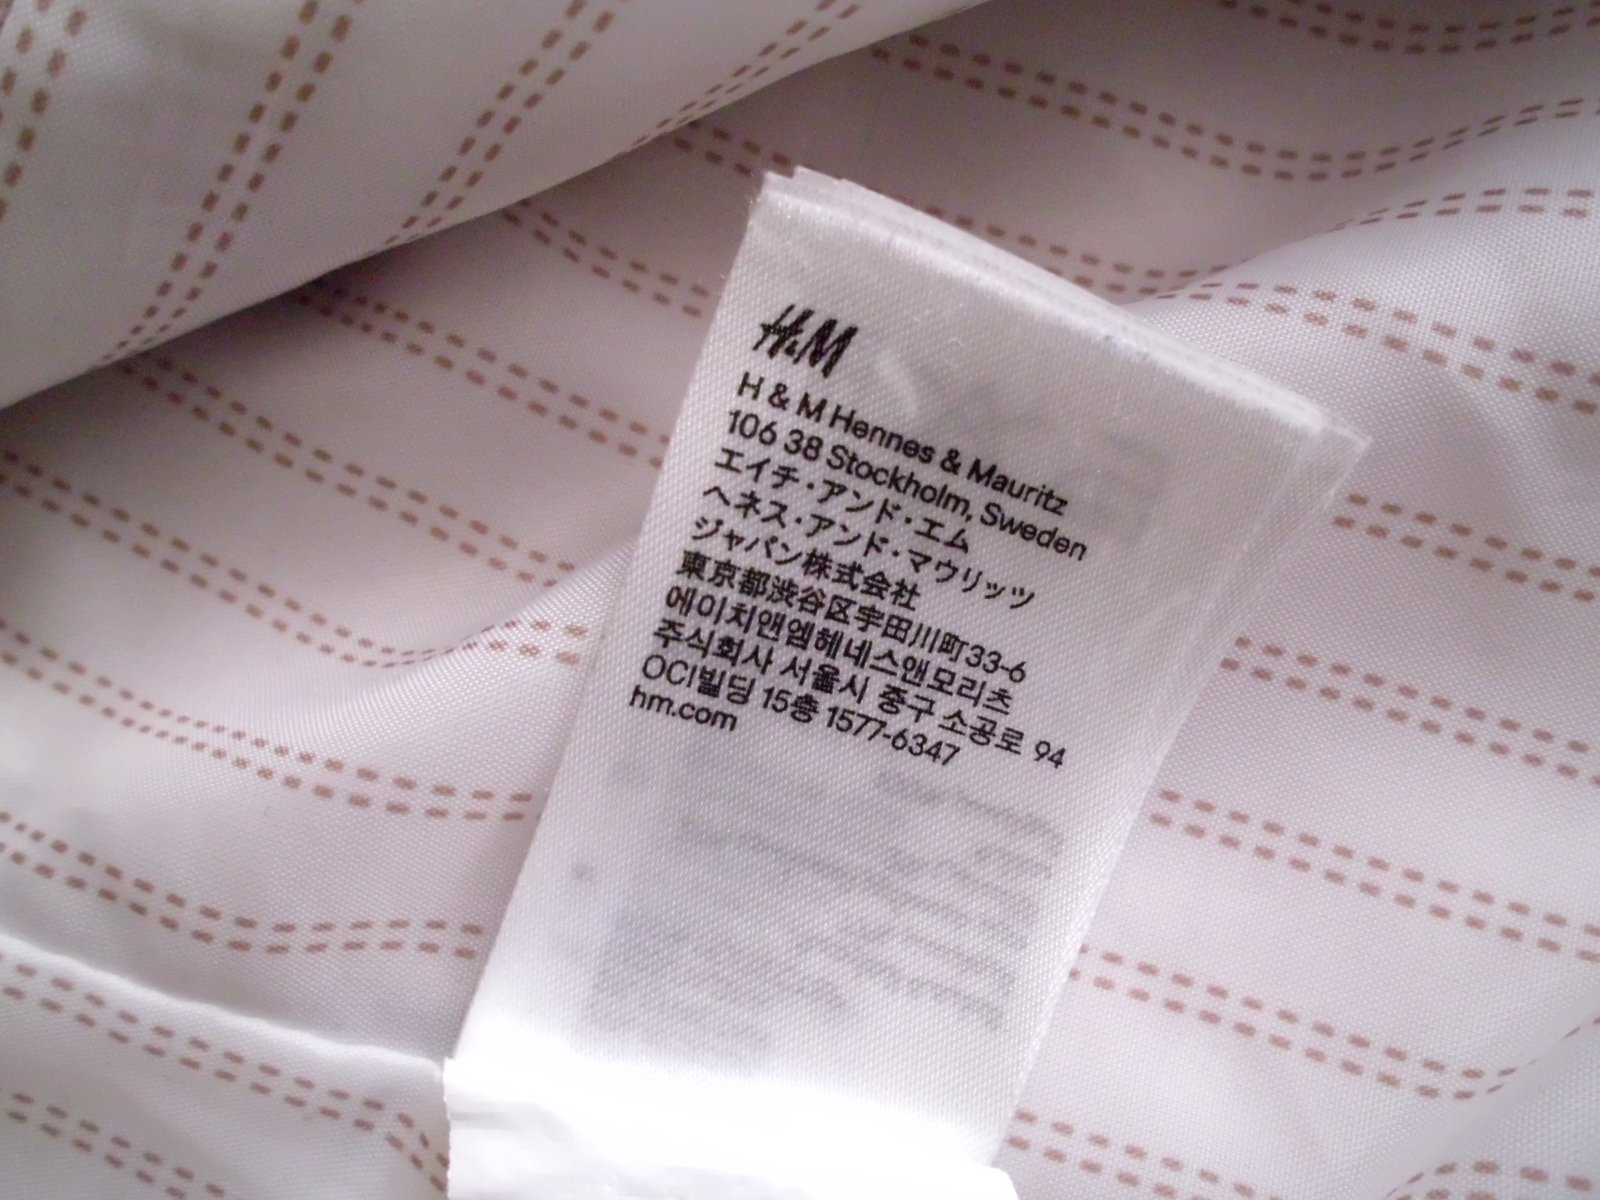 H&M
H & M Hennes & Mauritz
106 38 Stockholm, Sweden
エイチ・アンド・エム
ヘネス・アンド・マウリッツ
ジャパン株式会社
東京都渋谷区宇田川町33-6
에이치앤엠헤네스앤모리츠
주식회사 서울시 중구 소공로 94
OCI빌딩 15층 1577-6347
hm.com